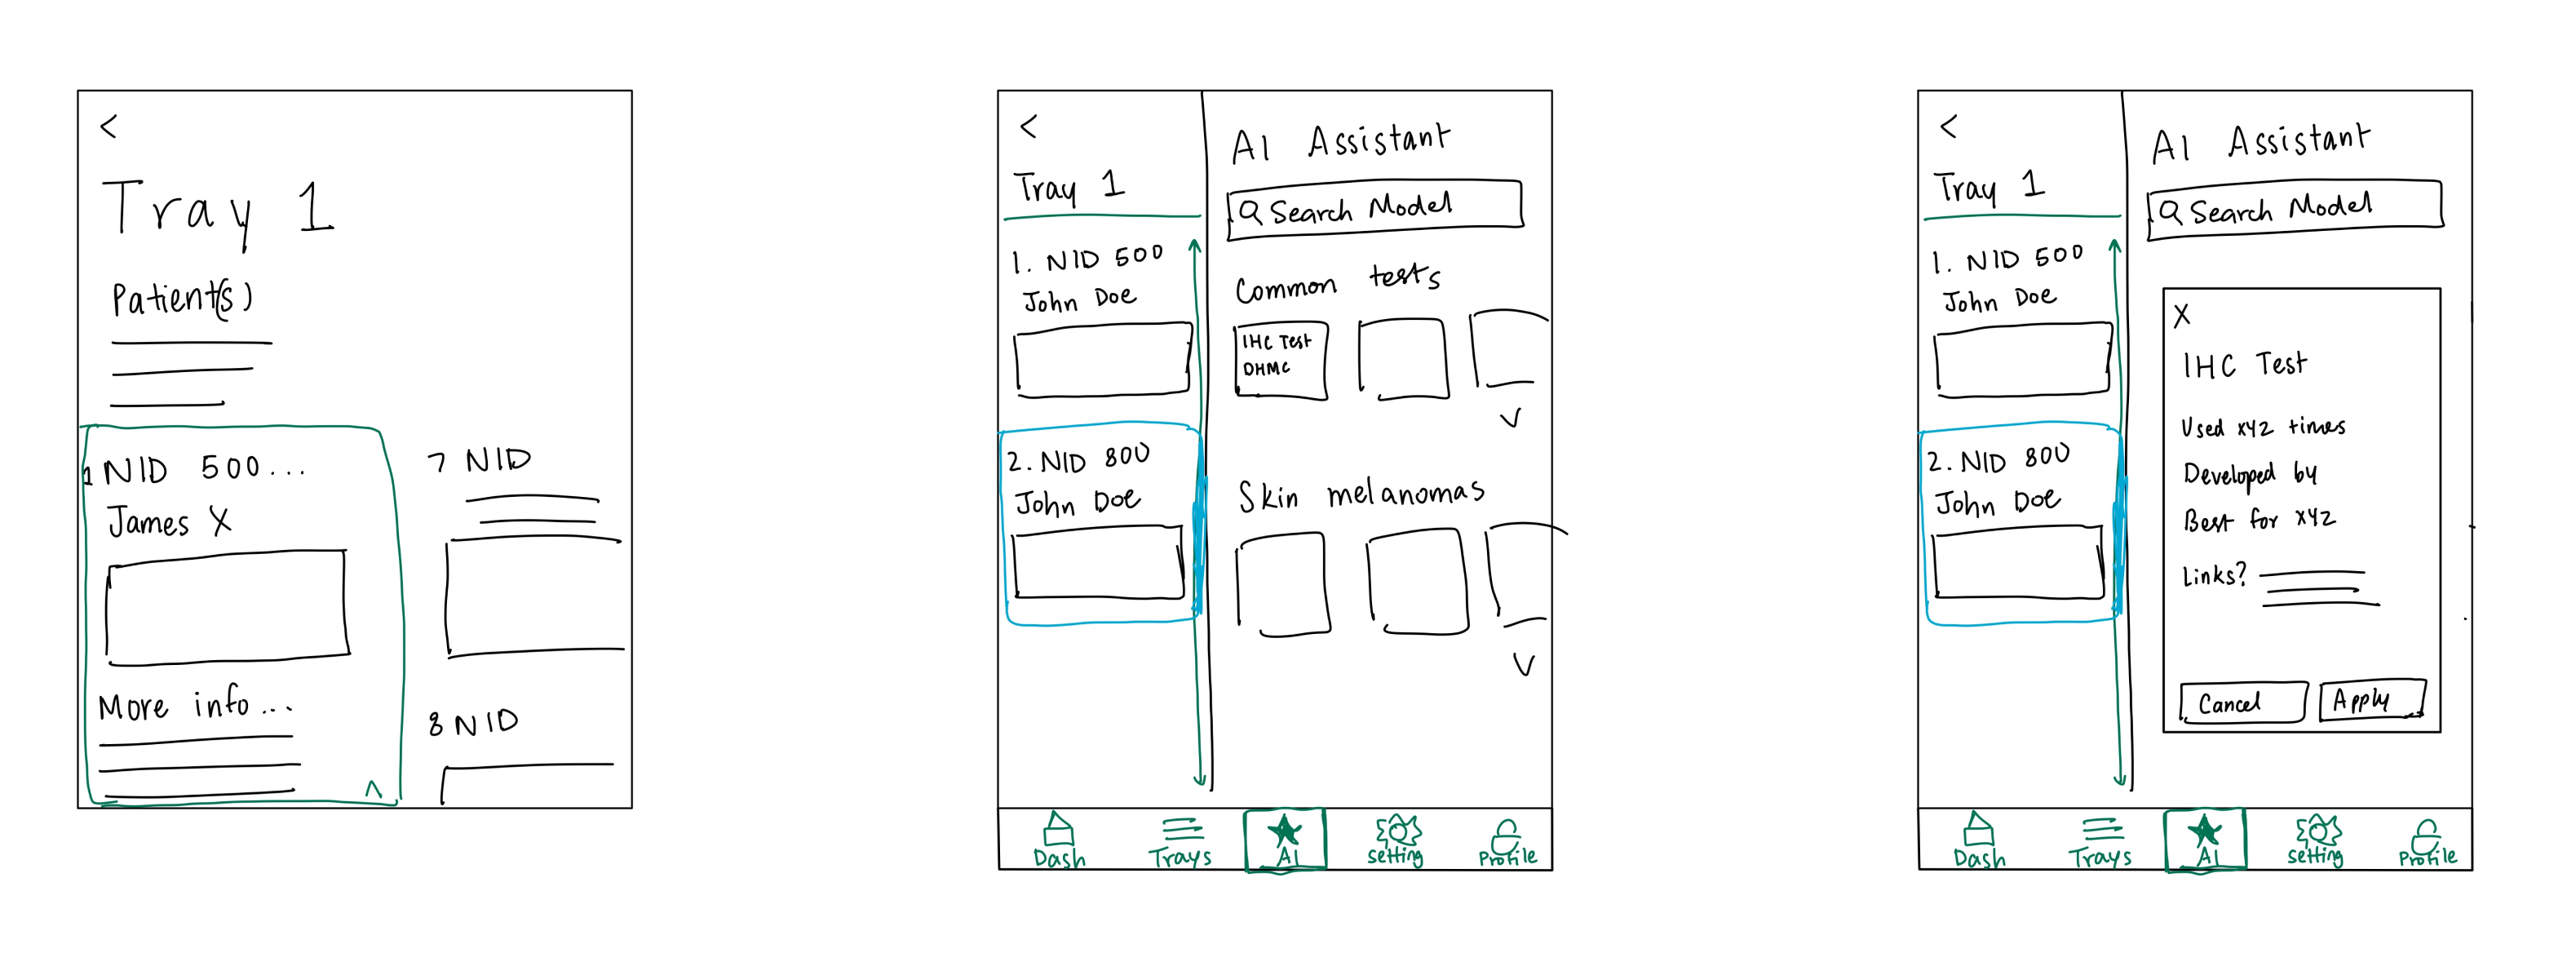 <
Tray 1
Patient(s)
1 NID 500...
James X
More info...
7 NID
8 NID
<
Tray 1
1. NID 500
John Doe
2. NID 800
John Doe
AI Assistant
Search Model
Common tests
IHC Test
DHMC
Skin melanomas
Dash
Trays
AI
Setting
Profile
<
Tray 1
1. NID 500
John Doe
2. NID 800
John Doe
AI Assistant
Search Model
X
IHC Test
Used xyz times
Developed by
Best for xyz
Links?
Cancel
Apply
Dash
Trays
AI
Setting
Profile